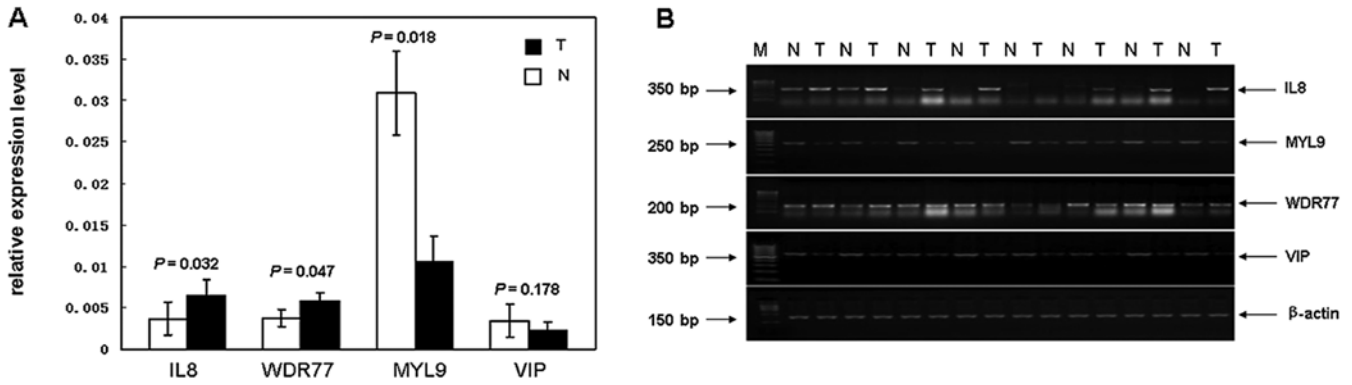 A
relative expression level
0.04
0.035
0.03
0.025
0.02
0.015
0.01
0.005
0
P = 0.032
P = 0.047
P = 0.018
P = 0.178
T
N
IL8 WDR77 MYL9 VIP
B
M N T N T N T N T N T N T N T N T
350 bp IL8
250 bp MYL9
200 bp WDR77
350 bp VIP
150 bp β-actin